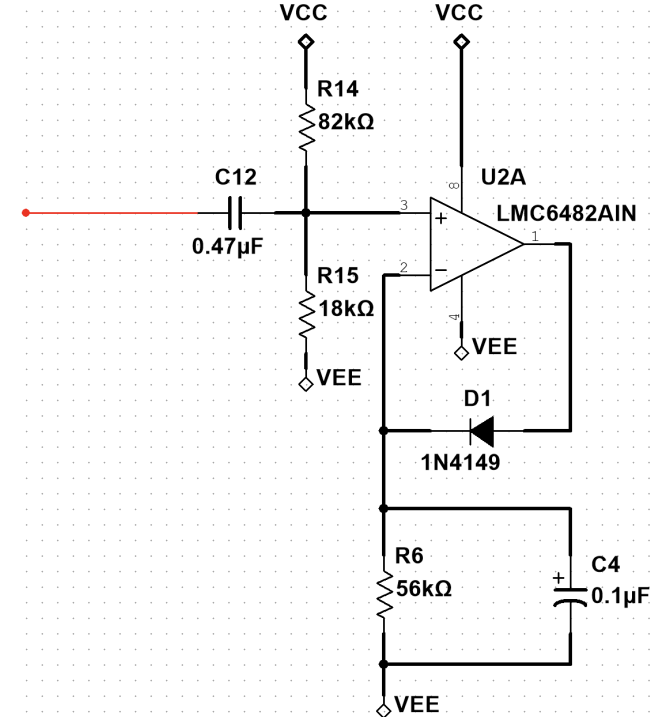 VCC
VCC
R14
82kΩ
C12
0.47µF
3
8
U2A
LMC6482AIN
+
1
2
−
R15
18kΩ
4
VEE
VEE
D1
1N4149
R6
56kΩ
C4
+
0.1µF
VEE